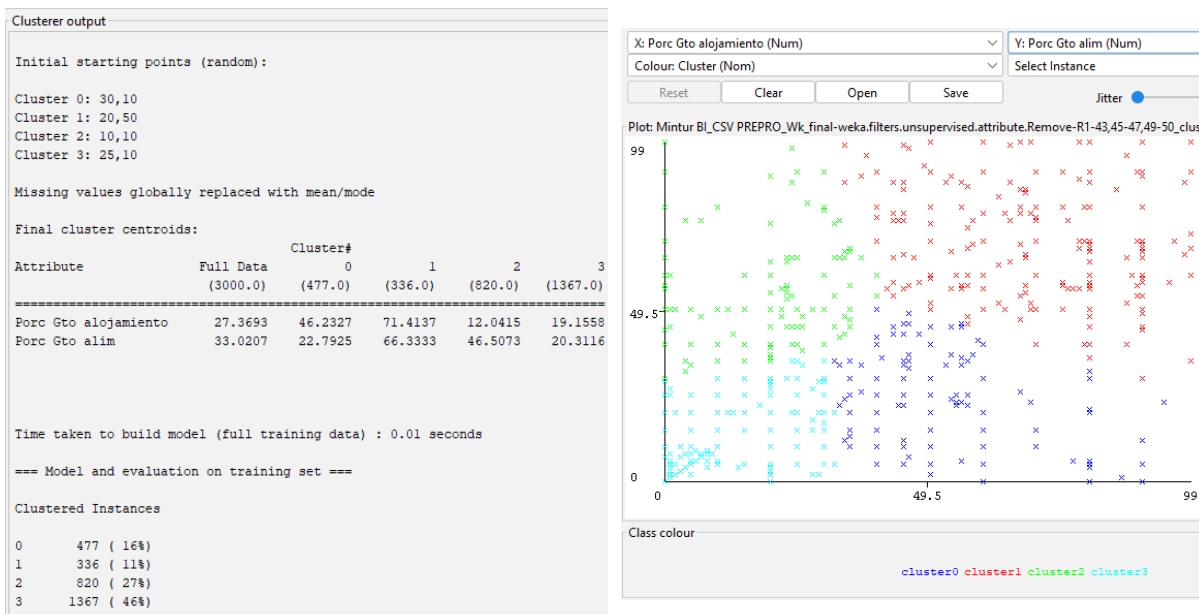 Clusterer output
Initial starting points (random):
Cluster 0: 30,10
Cluster 1: 20,50
Cluster 2: 10,10
Cluster 3: 25,10
Missing values globally replaced with mean/mode
Final cluster centroids:
Cluster#
Attribute Full Data 0 1 2 3
(3000.0) (477.0) (336.0) (820.0) (1367.0)
================================================================================
Porc Gto alojamiento 27.3693 46.2327 71.4137 12.0415 19.1558
Porc Gto alim 33.0207 22.7925 66.3333 46.5073 20.3116
Time taken to build model (full training data) : 0.01 seconds
=== Model and evaluation on training set ===
Clustered Instances
0 477 ( 16%)
1 336 ( 11%)
2 820 ( 27%)
3 1367 ( 46%)
X: Porc Gto alojamiento (Num) Y: Porc Gto alim (Num)
Colour: Cluster (Nom) Select Instance
Reset Clear Open Save Jitter
Plot: Mintur BI_CSV PREPRO_Wk_final-weka.filters.unsupervised.attribute.Remove-R1-43,45-47,49-50_clus
99
49.5
0
0 49.5 99
Class colour
cluster0 cluster1 cluster2 cluster3